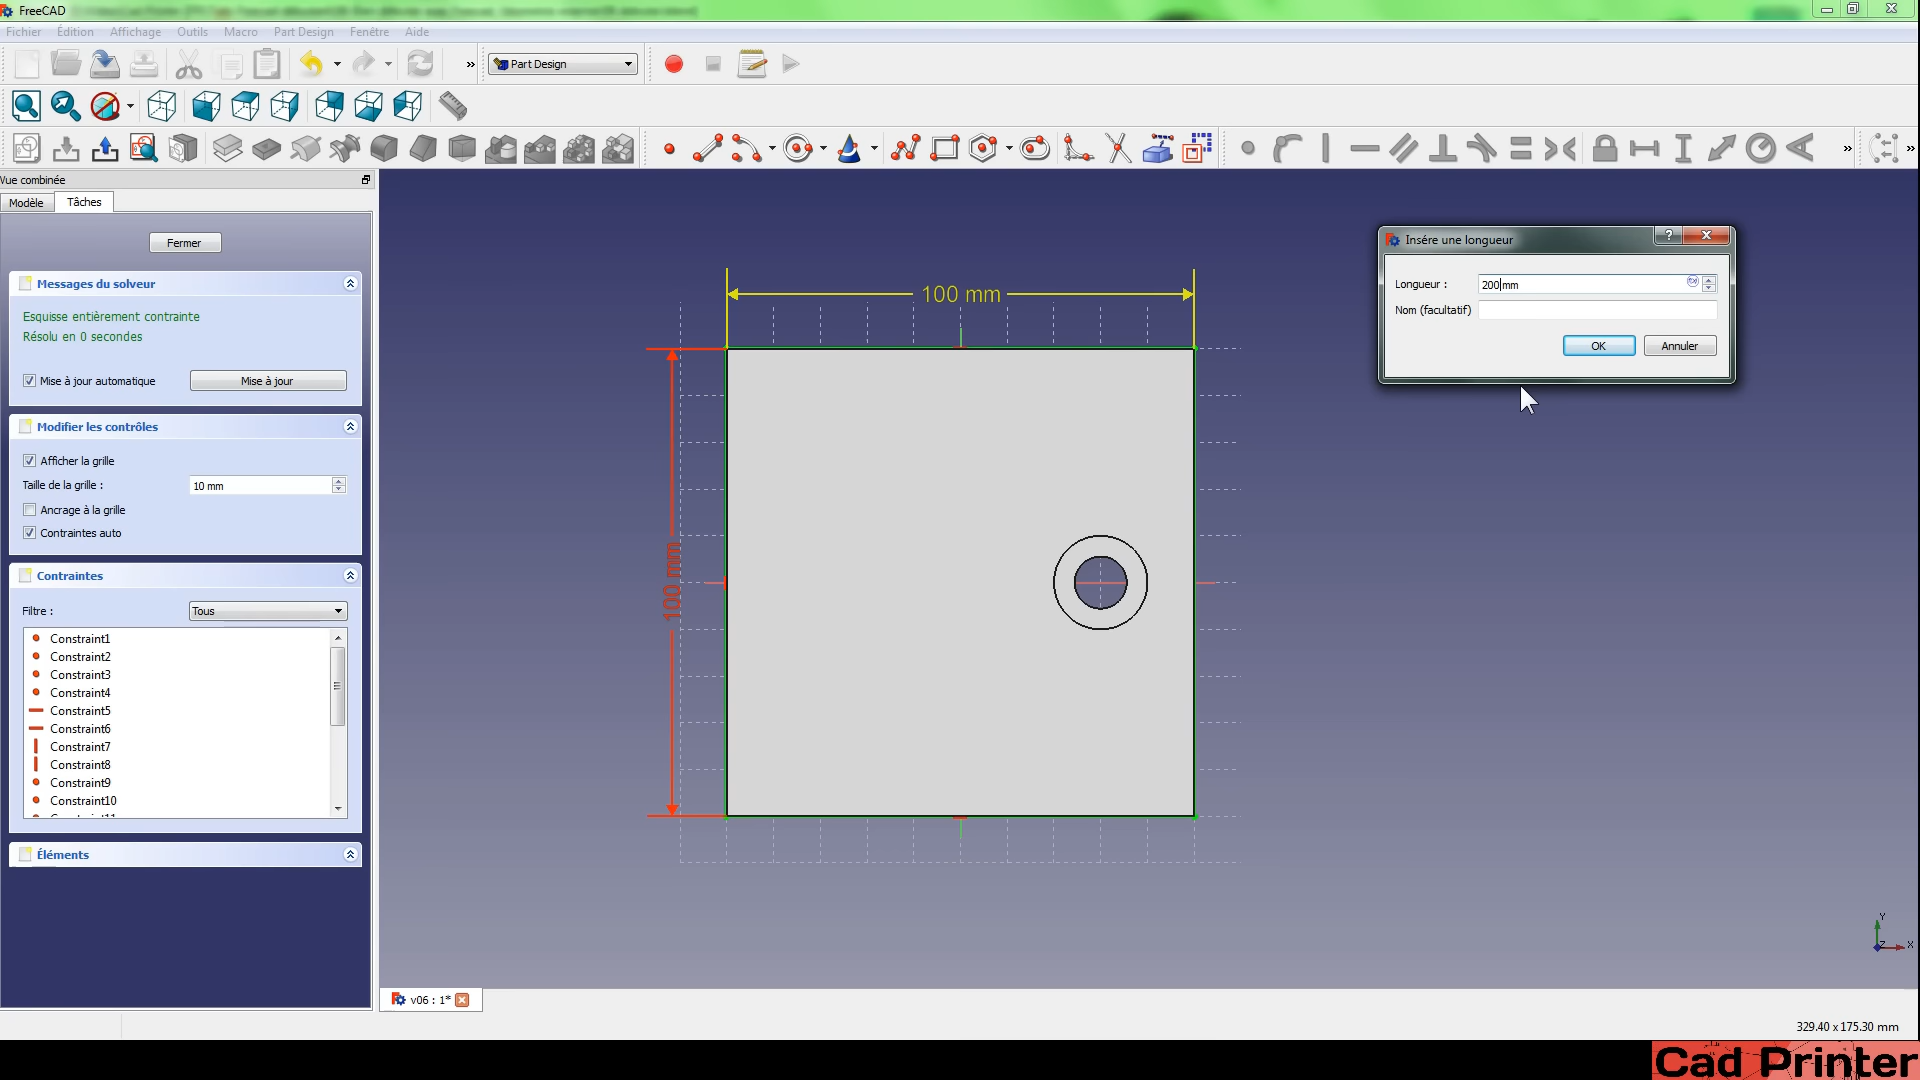 FreeCAD
Fichier Édition Affichage Outils Macro Part Design Fenêtre Aide
» Part Design
» »
Vue combinée
Modèle Tâches
Fermer
Messages du solveur
Esquisse entièrement contrainte
Résolu en 0 secondes
Mise à jour automatique Mise à jour
Modifier les contrôles
Afficher la grille
Taille de la grille : 10 mm
Ancrage à la grille
Contraintes auto
Contraintes
Filtre : Tous
Constraint1
Constraint2
Constraint3
Constraint4
Constraint5
Constraint6
Constraint7
Constraint8
Constraint9
Constraint10
Constraint11
Éléments
100 mm
100 mm
Insére une longueur
Longueur : 200 mm
Nom (facultatif)
OK Annuler
Y
Z X
v06 : 1*
329.40 x 175.30 mm
Cad Printer